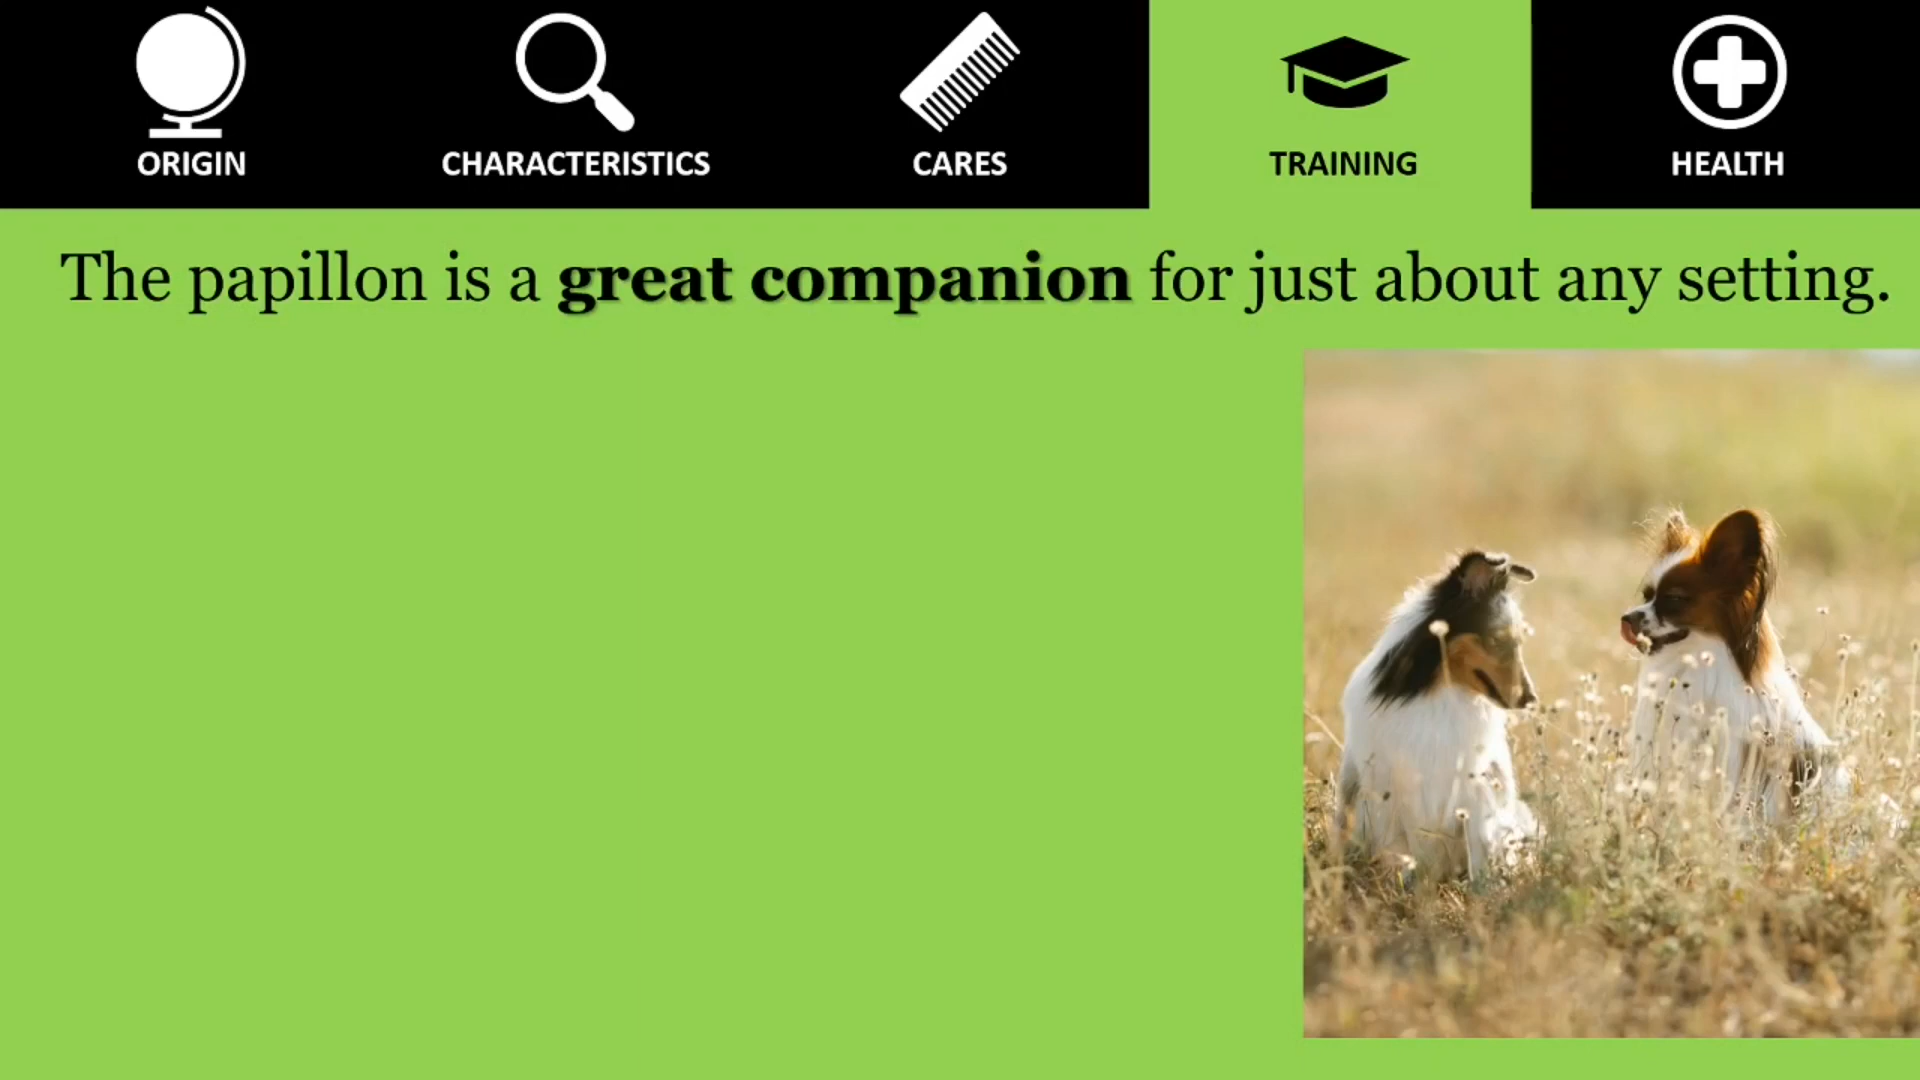 ORIGIN
CHARACTERISTICS
CARES
TRAINING
HEALTH
The papillon is a great companion for just about any setting.